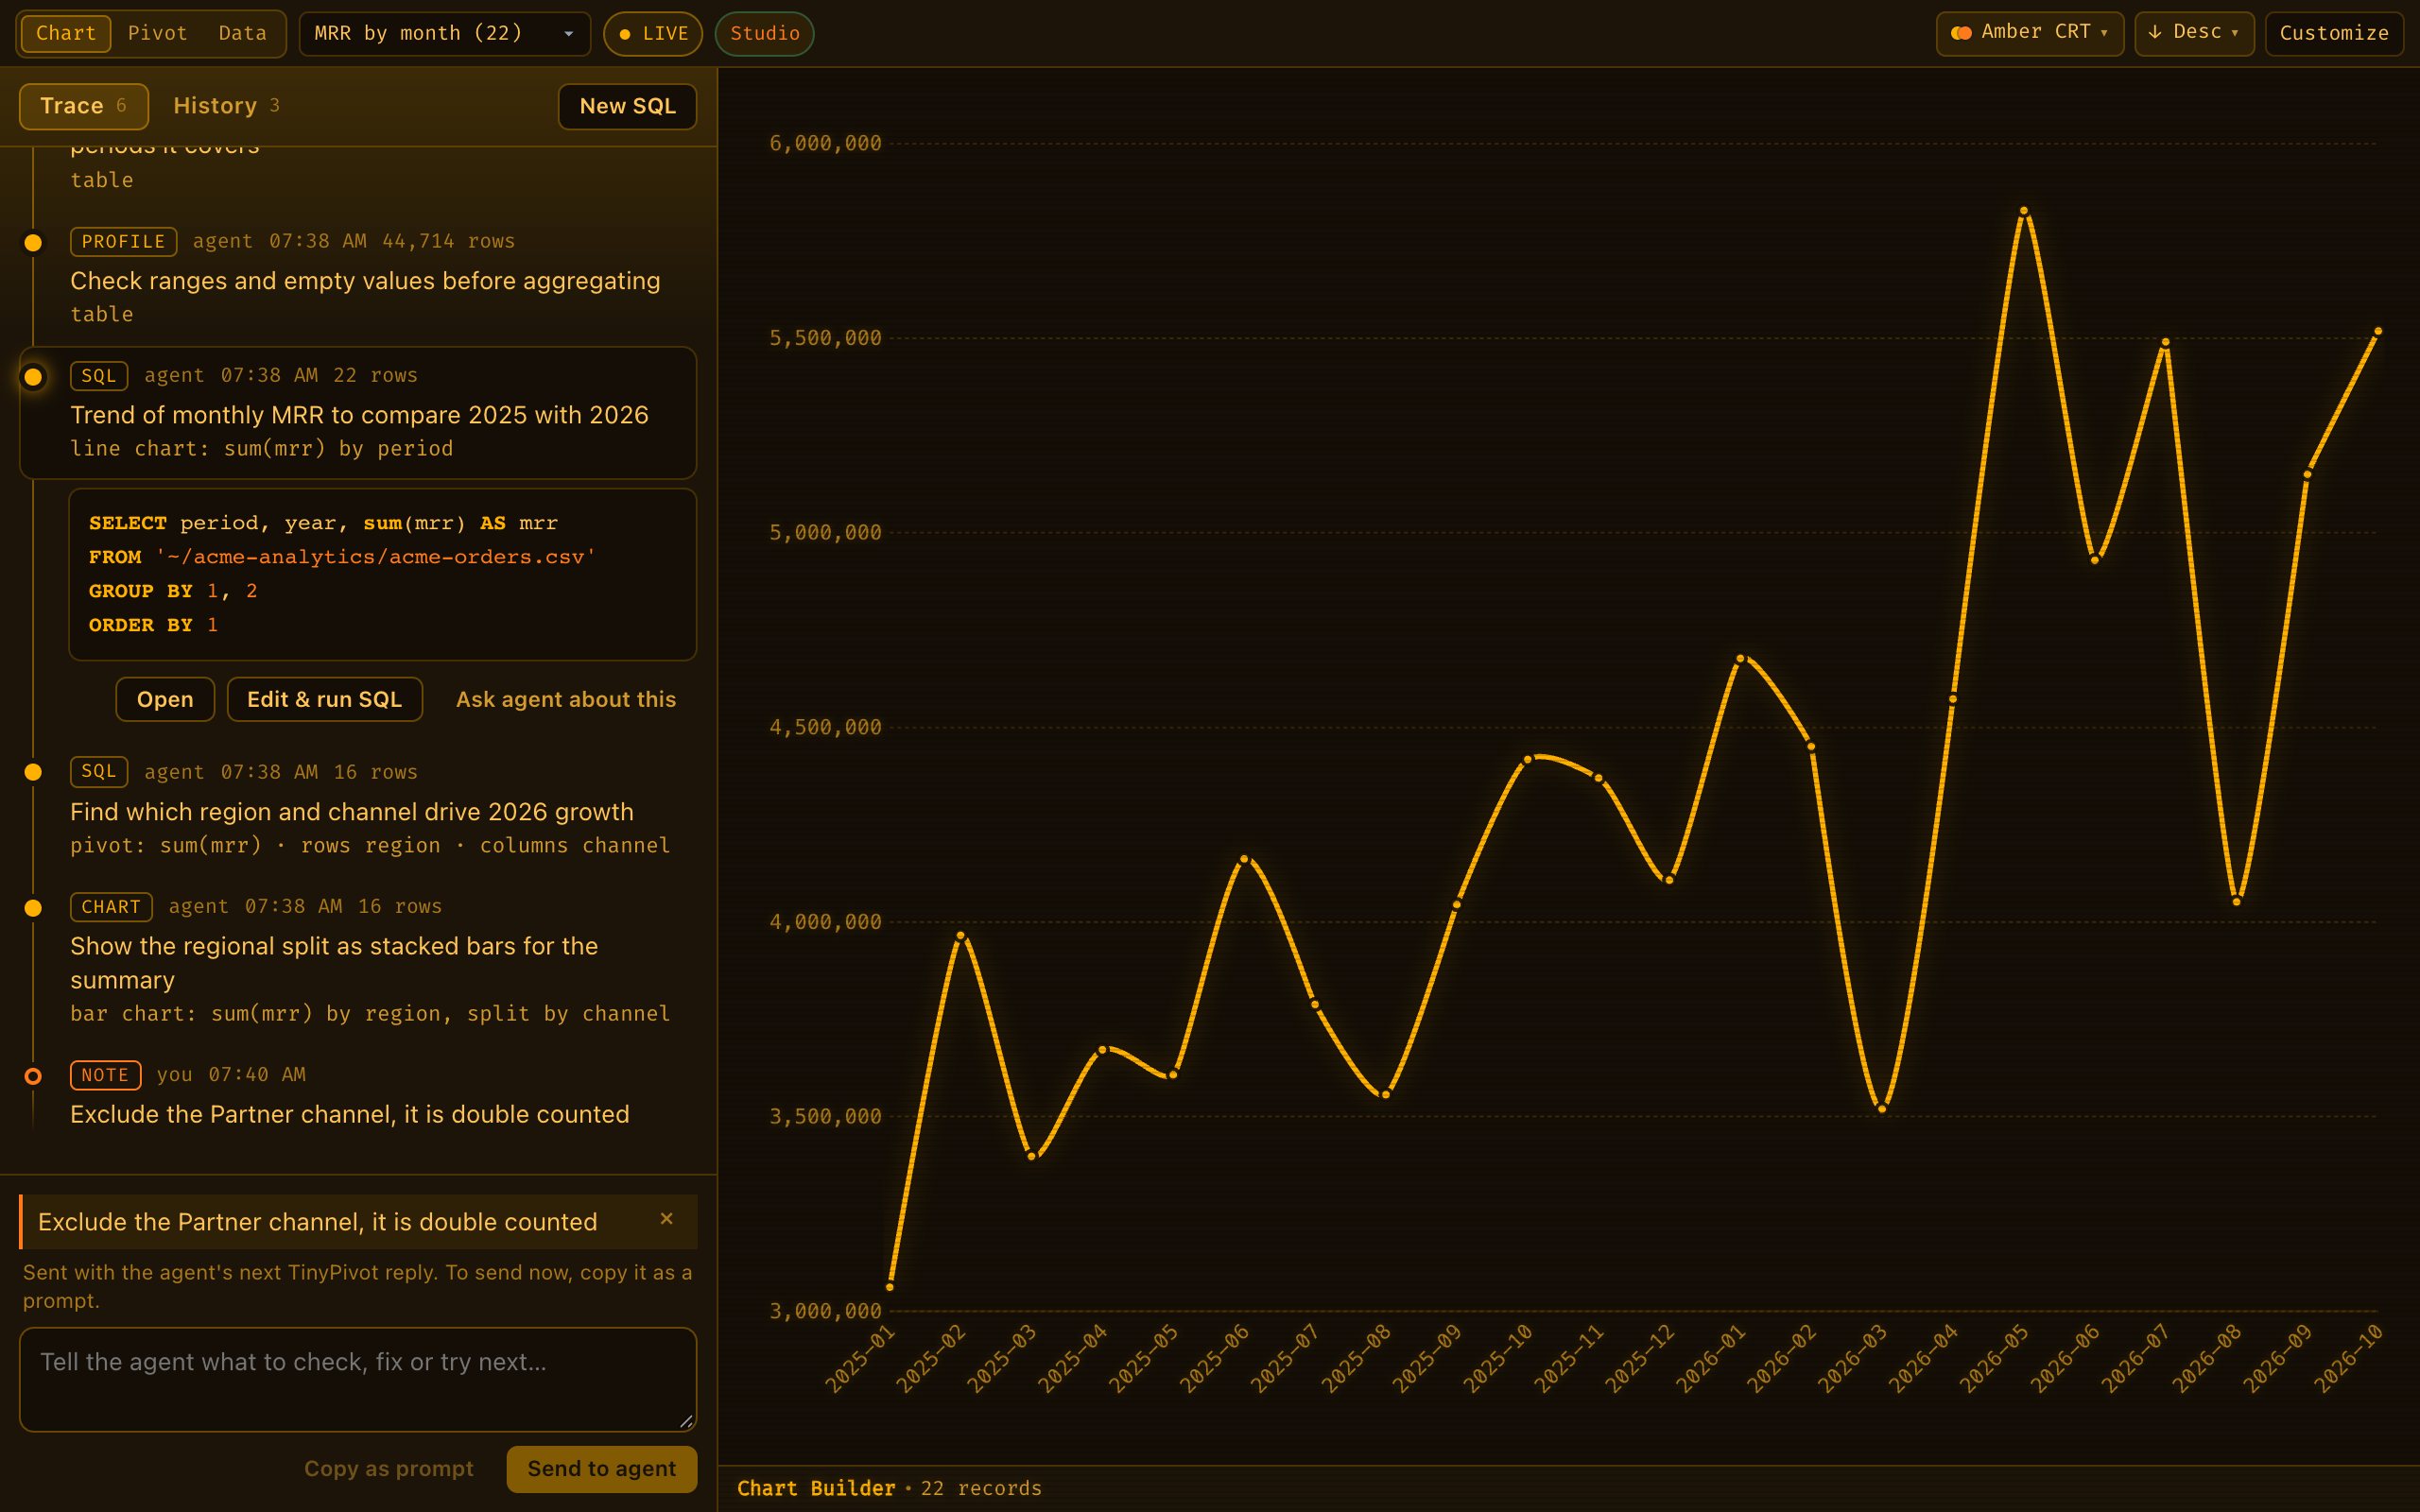 Chart Pivot Data MRR by month (22) LIVE Studio Amber CRT ↓ Desc Customize
Trace 6 History 3 New SQL
periods it covers
table
PROFILE agent 07:38 AM 44,714 rows
Check ranges and empty values before aggregating
table
SQL agent 07:38 AM 22 rows
Trend of monthly MRR to compare 2025 with 2026
line chart: sum(mrr) by period
SELECT period, year, sum(mrr) AS mrr
FROM '~/acme-analytics/acme-orders.csv'
GROUP BY 1, 2
ORDER BY 1
Open Edit & run SQL Ask agent about this
SQL agent 07:38 AM 16 rows
Find which region and channel drive 2026 growth
pivot: sum(mrr) · rows region · columns channel
CHART agent 07:38 AM 16 rows
Show the regional split as stacked bars for the
summary
bar chart: sum(mrr) by region, split by channel
NOTE you 07:40 AM
Exclude the Partner channel, it is double counted
Exclude the Partner channel, it is double counted ×
Sent with the agent's next TinyPivot reply. To send now, copy it as a
prompt.
Tell the agent what to check, fix or try next...
Copy as prompt Send to agent
6,000,000
5,500,000
5,000,000
4,500,000
4,000,000
3,500,000
3,000,000
2025-01 2025-02 2025-03 2025-04 2025-05 2025-06 2025-07 2025-08 2025-09 2025-10 2025-11 2025-12 2026-01 2026-02 2026-03 2026-04 2026-05 2026-06 2026-07 2026-08 2026-09 2026-10
Chart Builder • 22 records